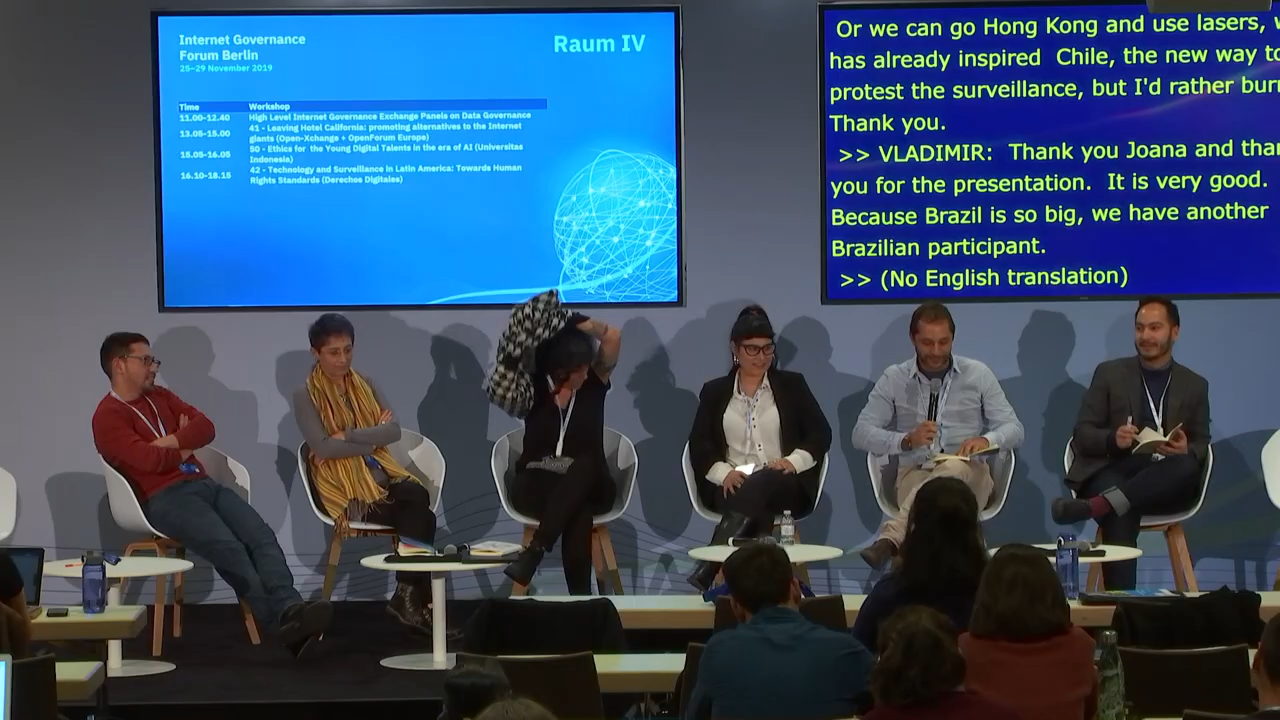 Internet Governance
Forum Berlin
25-29 November 2019
Raum IV
Time Workshop
11.00-12.40 High Level Internet Governance Exchange Panels on Data Governance
13.05-15.00 41 - Leaving Hotel California: promoting alternatives to the Internet
giants (Open-Xchange + OpenForum Europe)
15.05-16.05 50 - Ethics for the Young Digital Talents in the era of AI (Universitas
Indonesia)
16.10-18.15 42 - Technology and Surveillance in Latin America: Towards Human
Rights Standards (Derechos Digitales)
Or we can go Hong Kong and use lasers,
has already inspired Chile, the new way to
protest the surveillance, but I'd rather
Thank you.
>> VLADIMIR: Thank you Joana and
you for the presentation. It is very good.
Because Brazil is so big, we have another
Brazilian participant.
>> (No English translation)